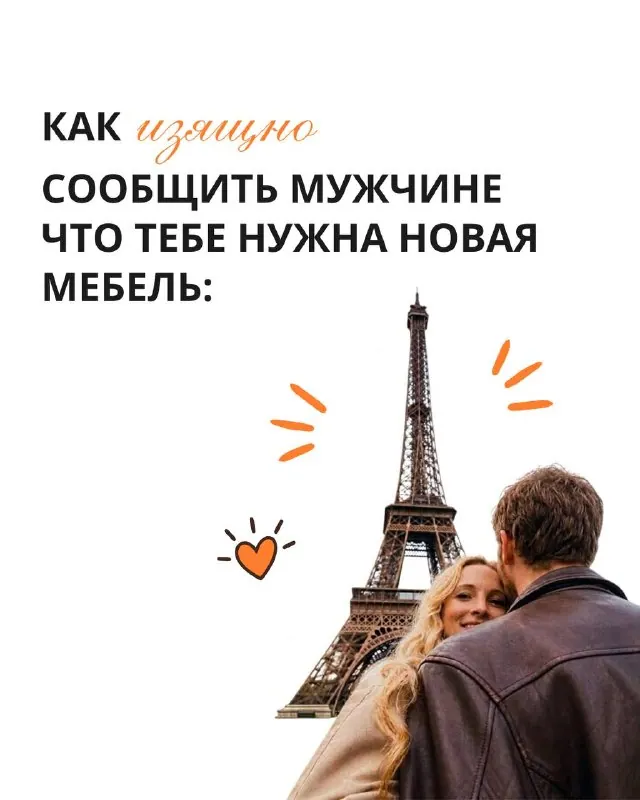 КАК изящно
СООБЩИТЬ МУЖЧИНЕ
ЧТО ТЕБЕ НУЖНА НОВАЯ
МЕБЕЛЬ: